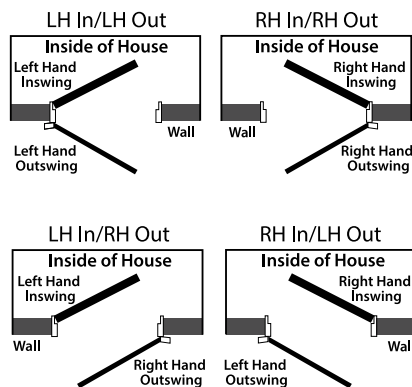 LH In/LH Out
Inside of House
Left Hand
Inswing
Wall
Left Hand
Outswing
RH In/RH Out
Inside of House
Right Hand
Inswing
Wall
Right Hand
Outswing
LH In/RH Out
Inside of House
Left Hand
Inswing
Wall
Right Hand
Outswing
RH In/LH Out
Inside of House
Right Hand
Inswing
Wall
Left Hand
Outswing